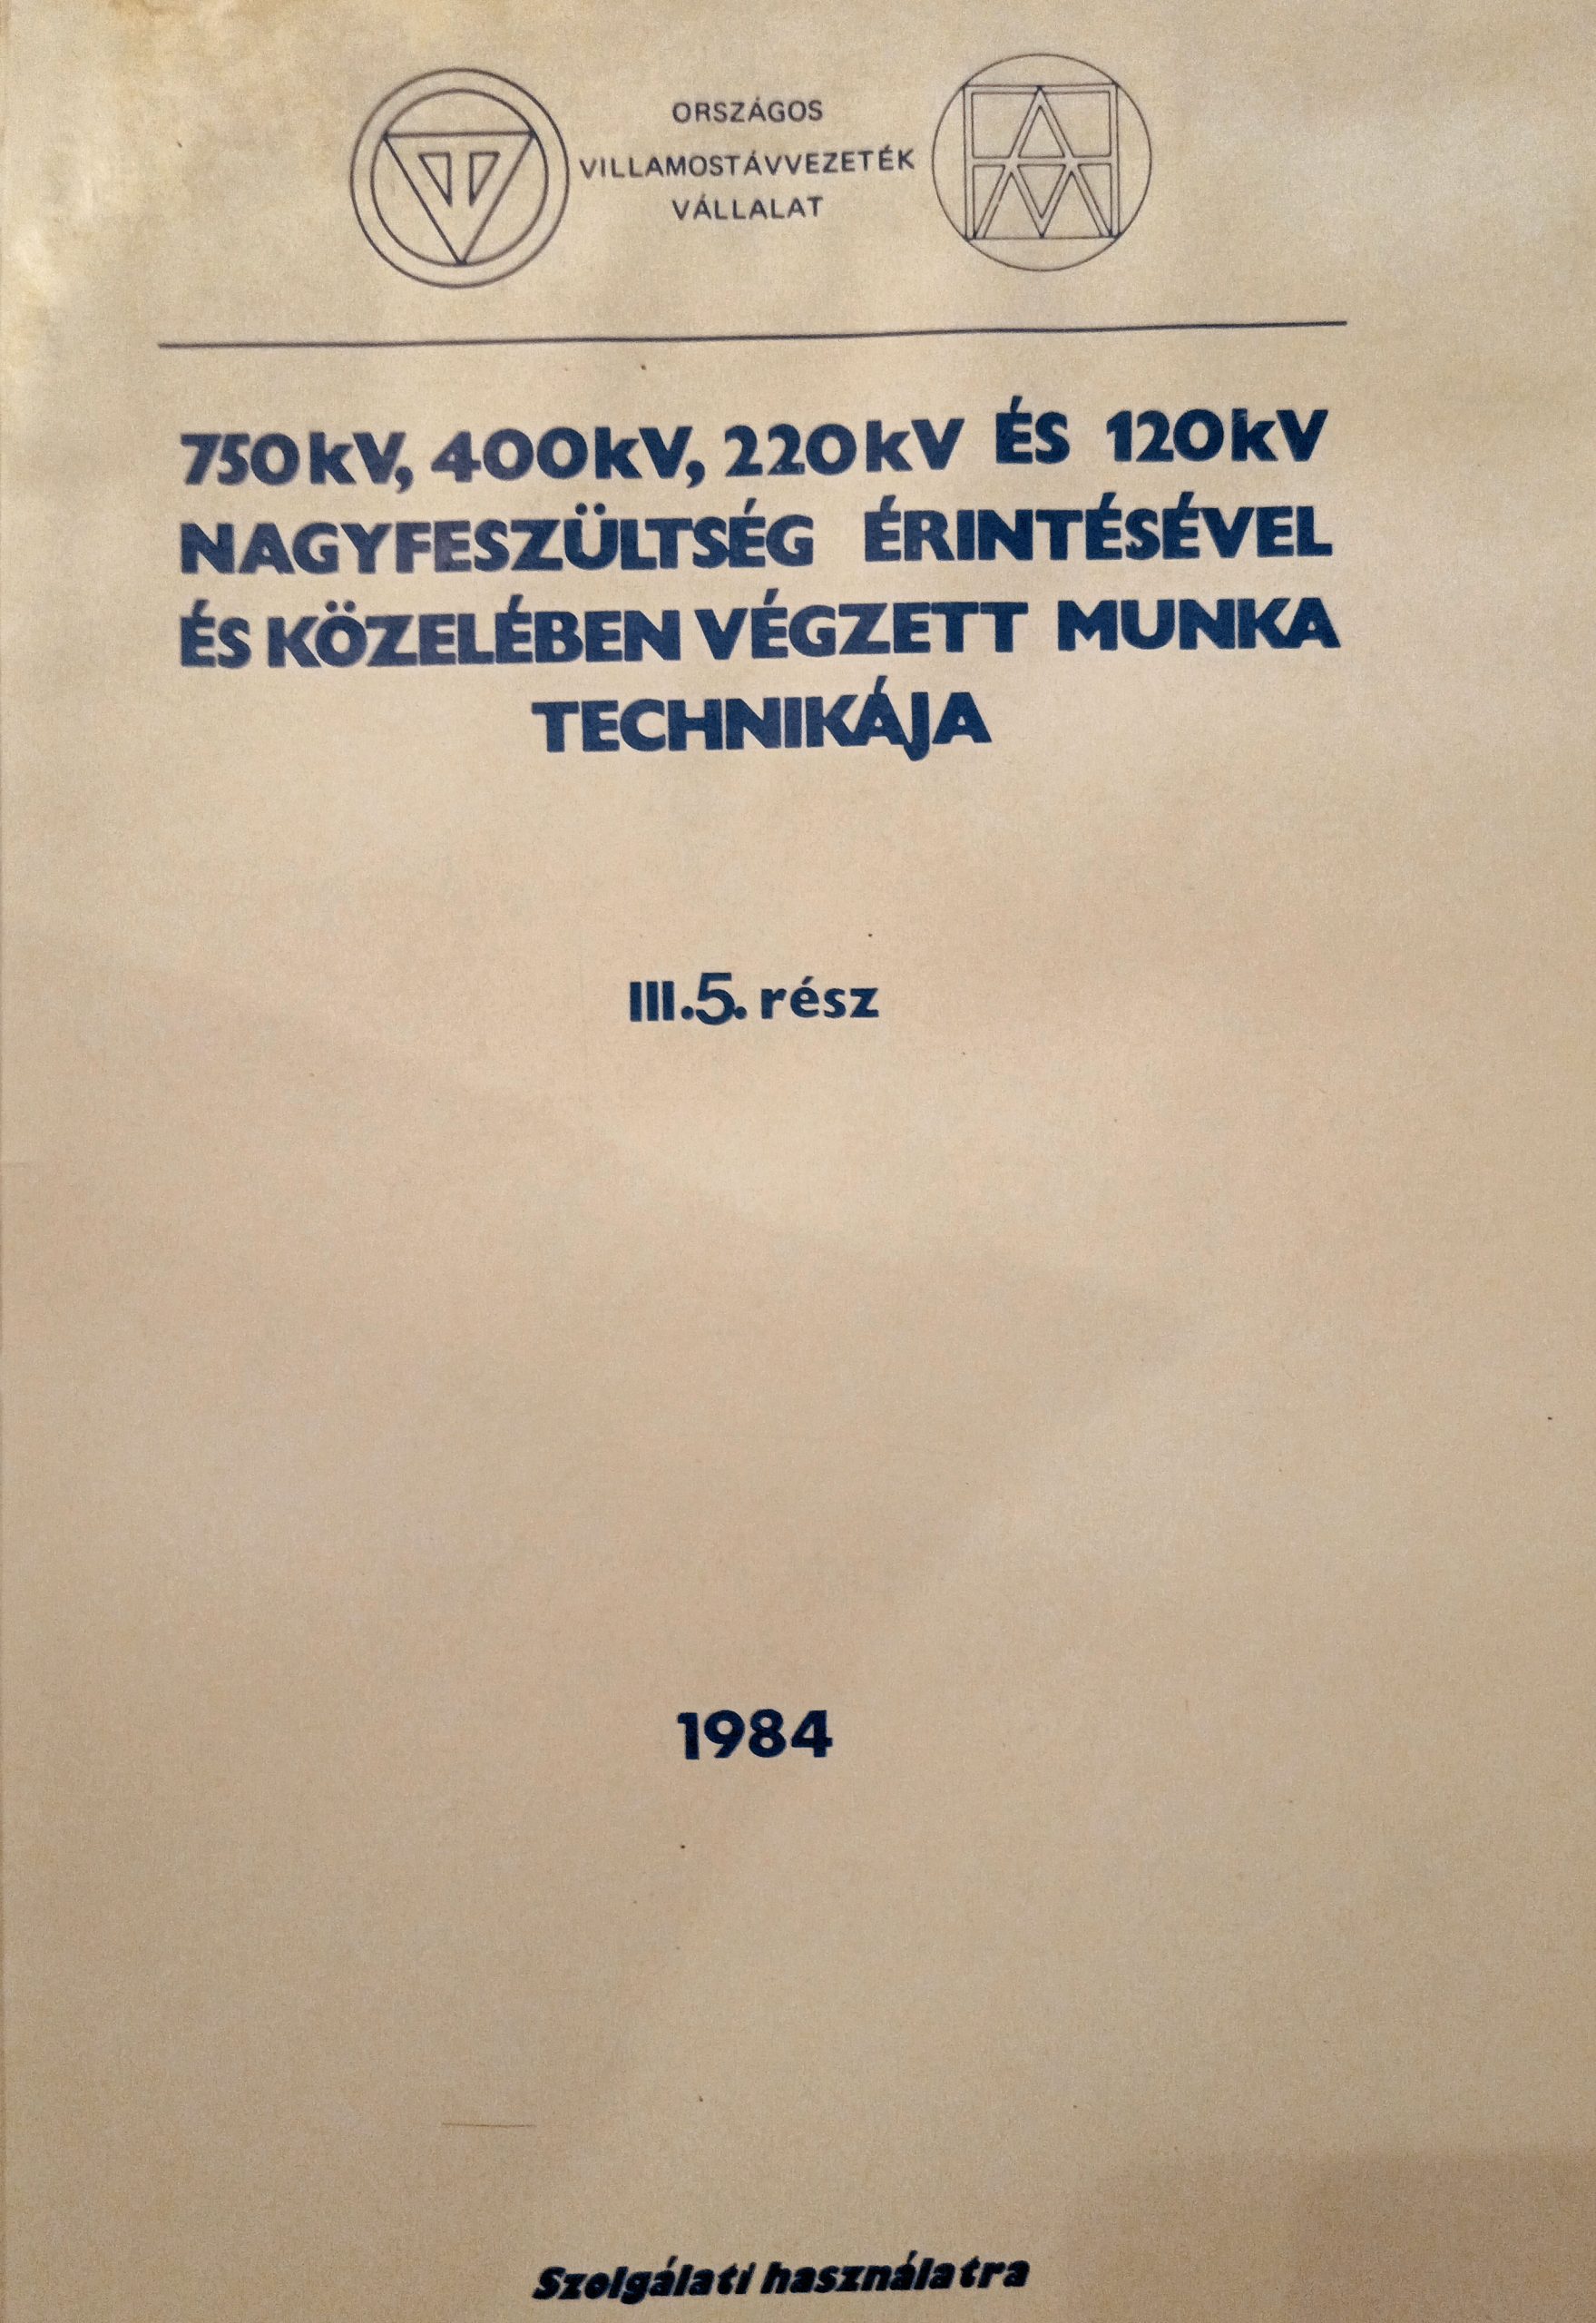 ORSZÁGOS
VILLAMOSTÁVVEZETÉK
VÁLLALAT
750kV, 400kV, 220kV ÉS 120kV
NAGYFESZÜLTSÉG ÉRINTÉSÉVEL
ÉS KÖZELÉBEN VÉGZETT MUNKA
TECHNIKÁJA
III.5. rész
1984
Szolgálati használatra